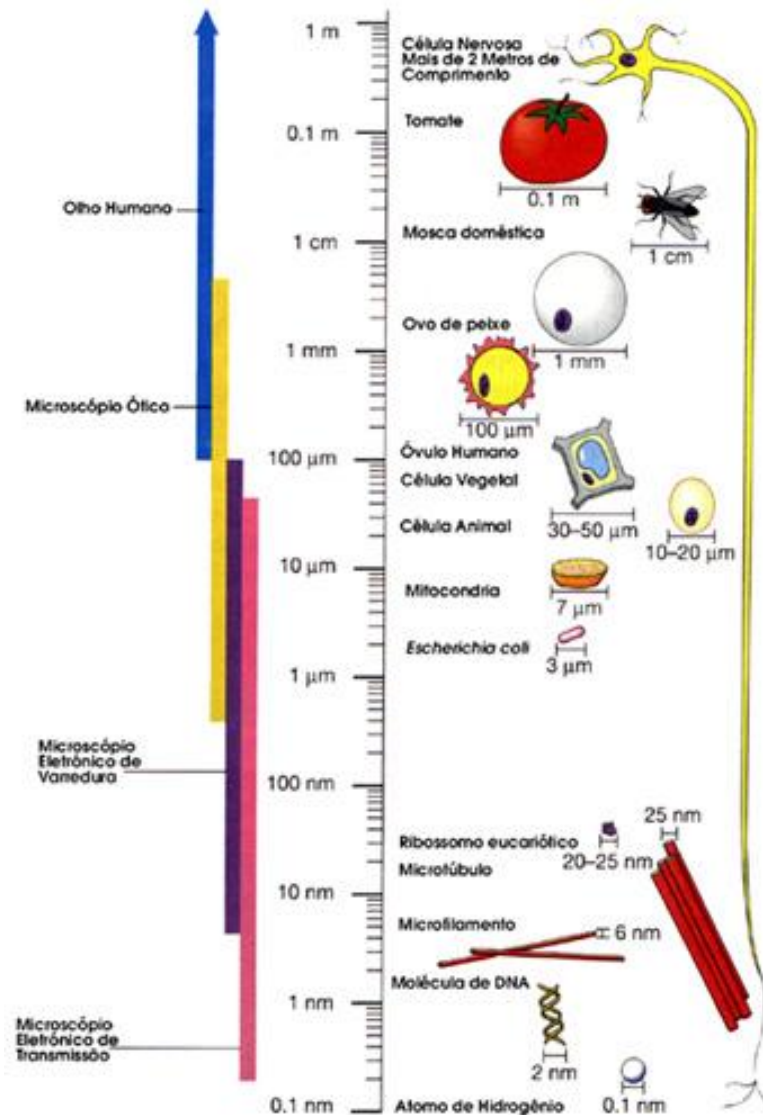 1 m
Célula Nervosa
Mais de 2 Metros de
Comprimento
Tomate
0.1 m
0.1 m
Olho Humano
Mosca doméstica
1 cm
1 cm
Ovo de peixe
1 mm
1 mm
Microscópio Ótico
100 µm
Óvulo Humano
100 µm
Célula Vegetal
Célula Animal
30–50 µm
10–20 µm
10 µm
Mitocondria
7 µm
Escherichia coli
3 µm
1 µm
Microscópio
Eletrónico de
Varredura
100 nm
25 nm
Ribossomo eucariótico
20–25 nm
Microtúbulo
10 nm
Microfilamento
6 nm
Molécula de DNA
1 nm
Microscópio
Eletrónico de
Transmissão
2 nm
0.1 nm
Atomo de Hidrogênio
0.1 nm